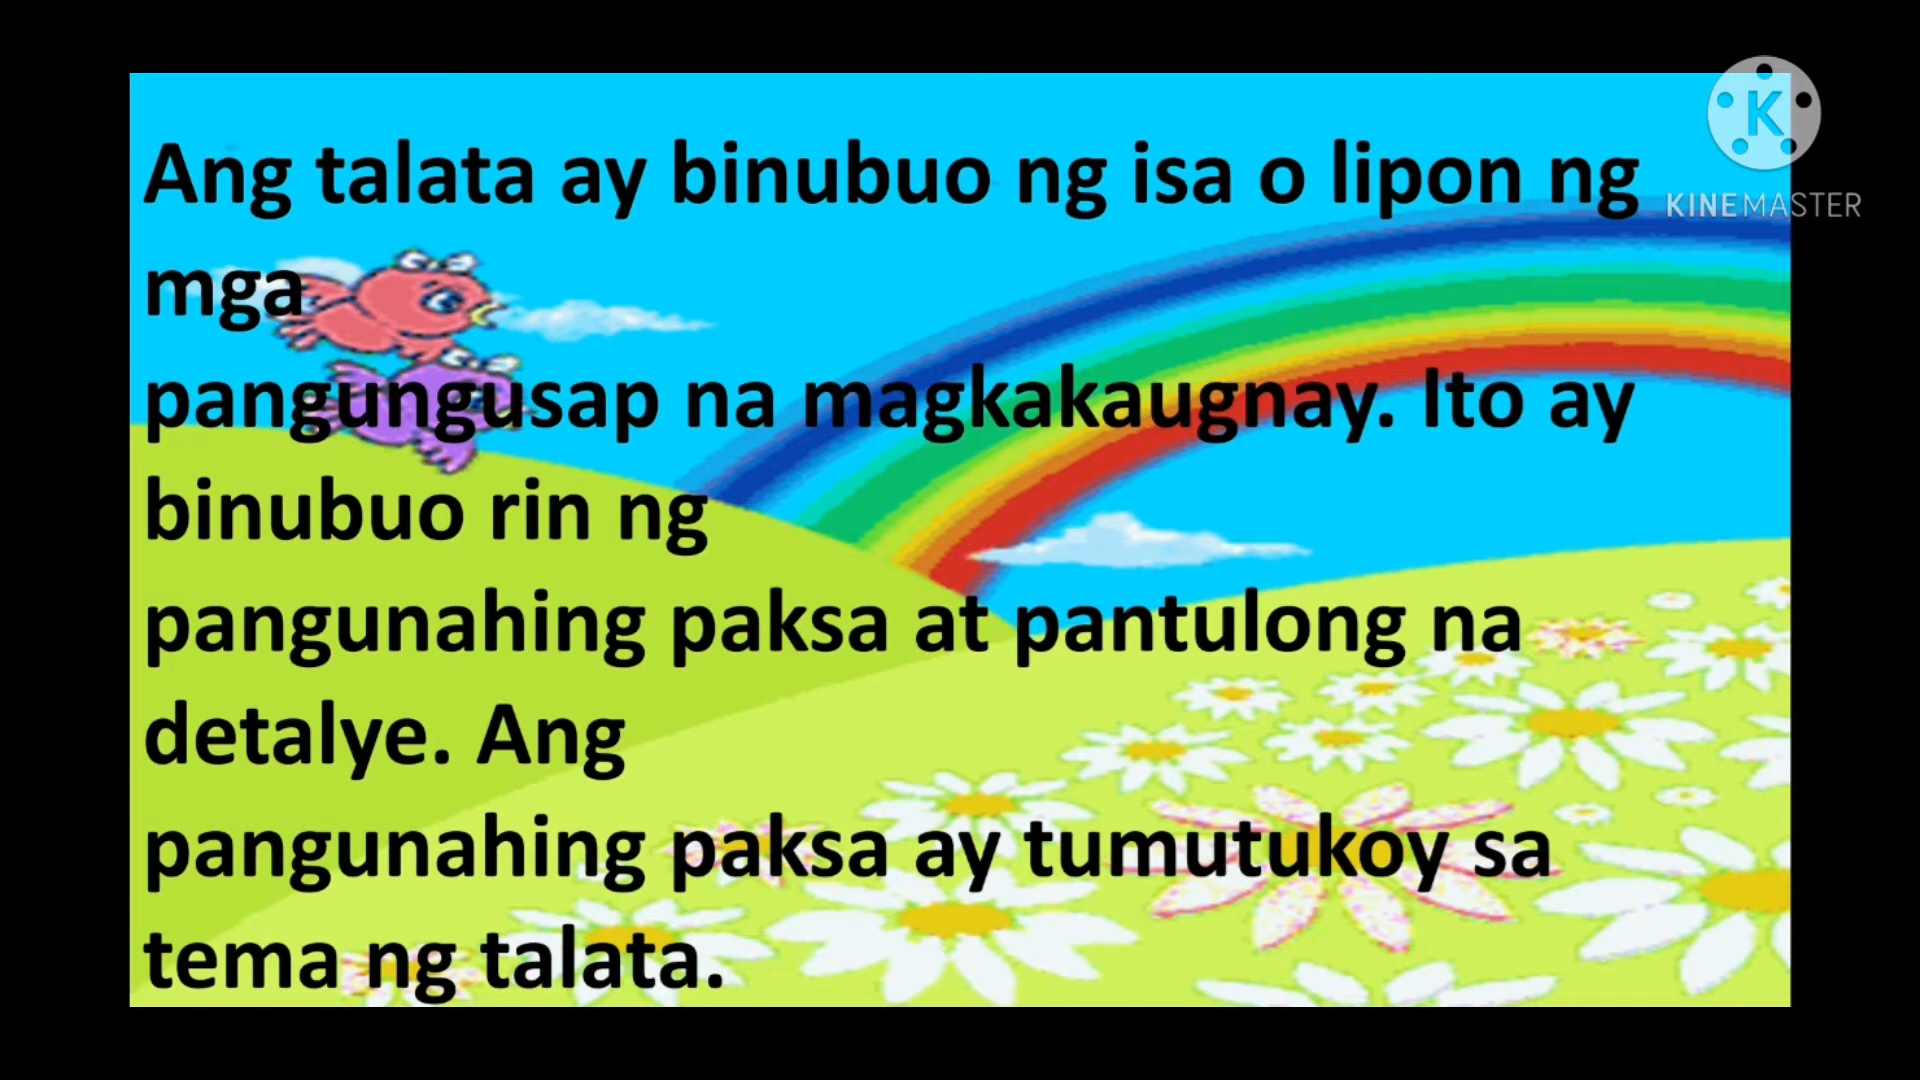 Ang talata ay binubuo ng isa o lipon ng
mga
pangungusap na magkakaugnay. Ito ay
binubuo rin ng
pangunahing paksa at pantulong na
detalye. Ang
pangunahing paksa ay tumutukoy sa
tema ng talata.
K
KINEMASTER